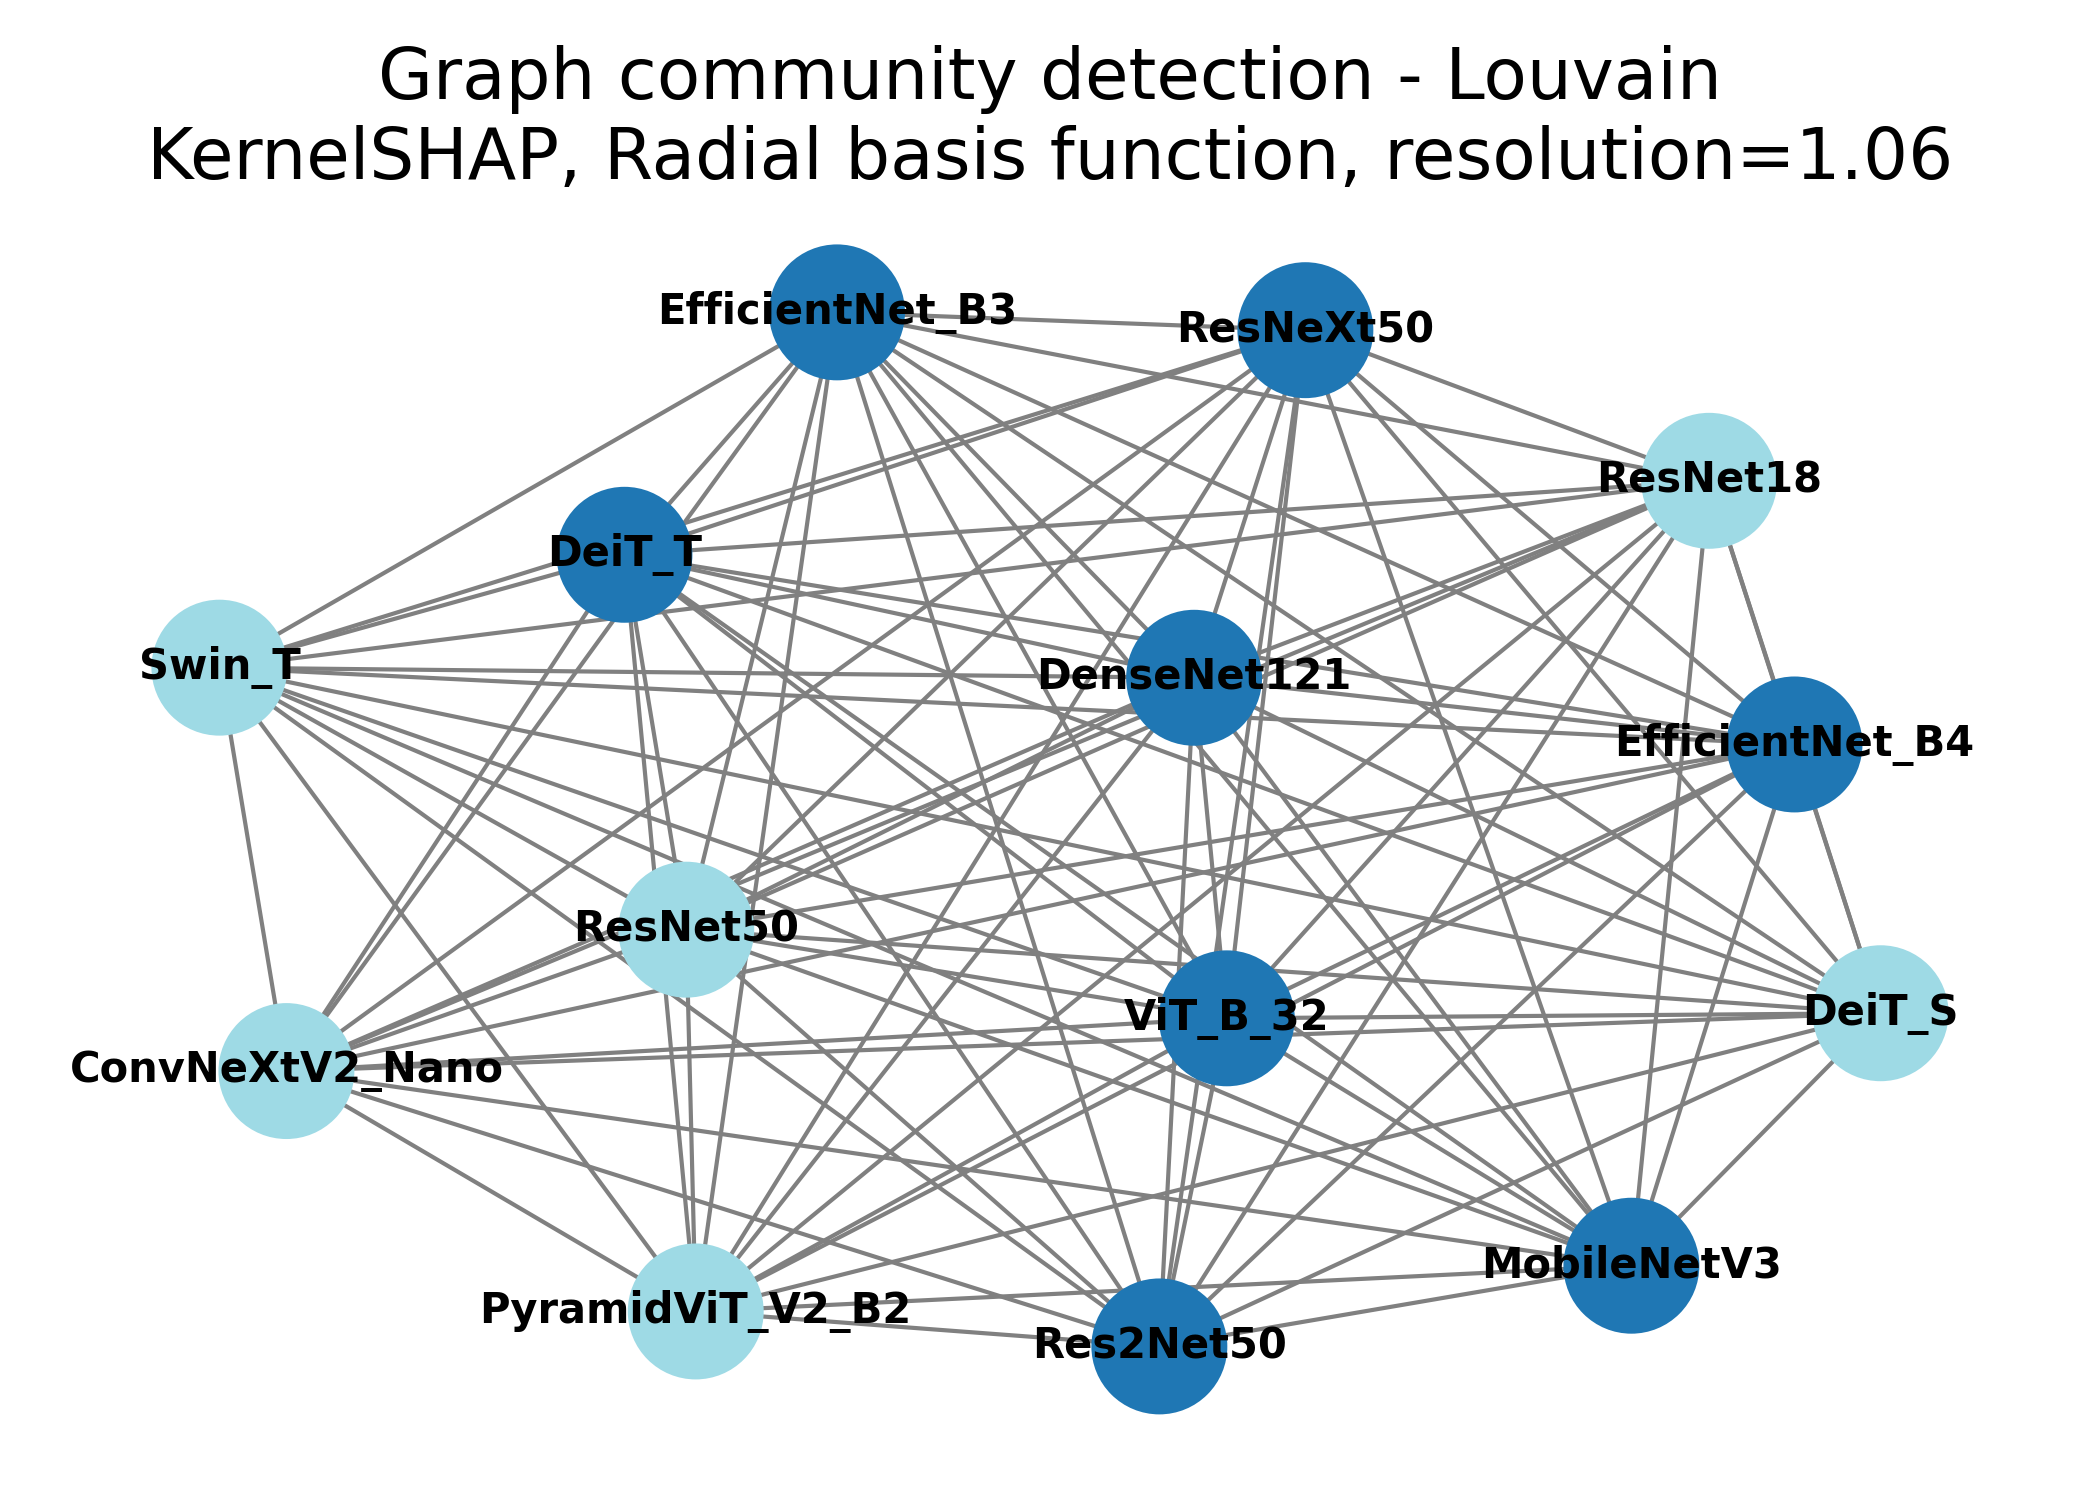 Graph community detection - Louvain
KernelSHAP, Radial basis function, resolution=1.06
EfficientNet_B3
ResNeXt50
ResNet18
DeiT_T
Swin_T
DenseNet121
EfficientNet_B4
ResNet50
ViT_B_32
DeiT_S
ConvNeXtV2_Nano
MobileNetV3
PyramidViT_V2_B2
Res2Net50